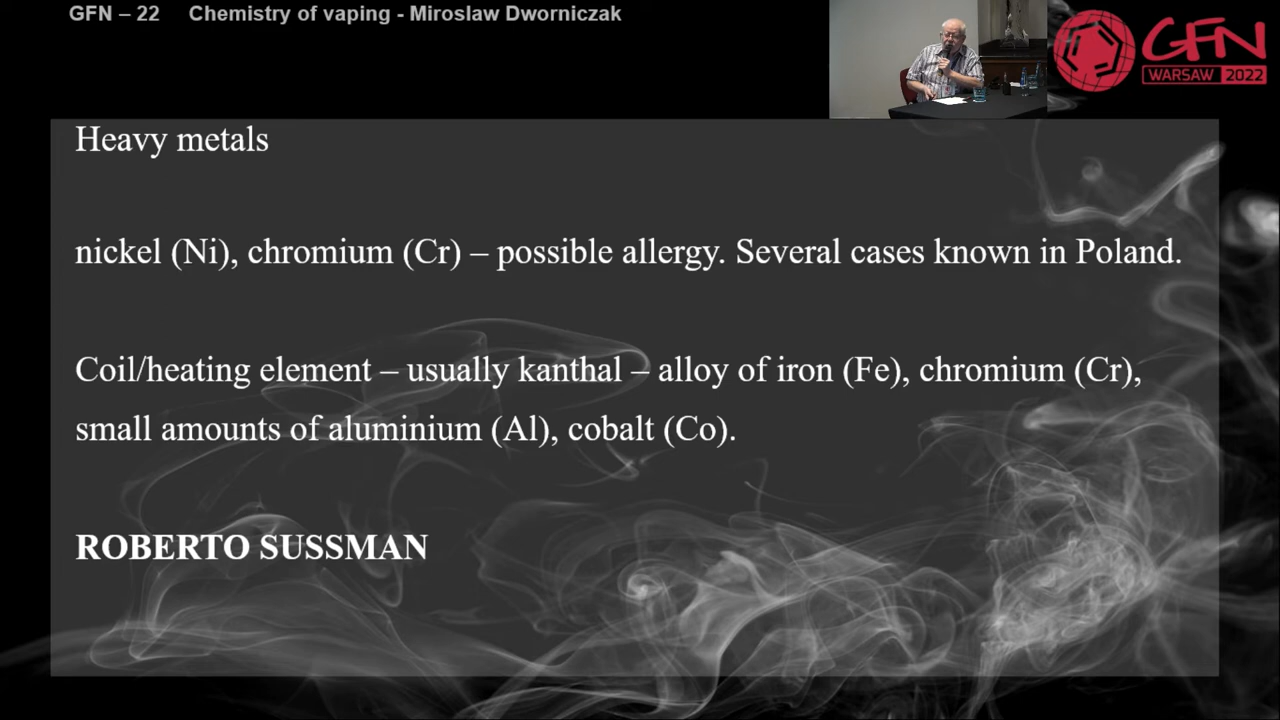 GFN – 22 Chemistry of vaping - Miroslaw Dworniczak
GFN
WARSAW 2022
Heavy metals
nickel (Ni), chromium (Cr) – possible allergy. Several cases known in Poland.
Coil/heating element – usually kanthal – alloy of iron (Fe), chromium (Cr),
small amounts of aluminium (Al), cobalt (Co).
ROBERTO SUSSMAN